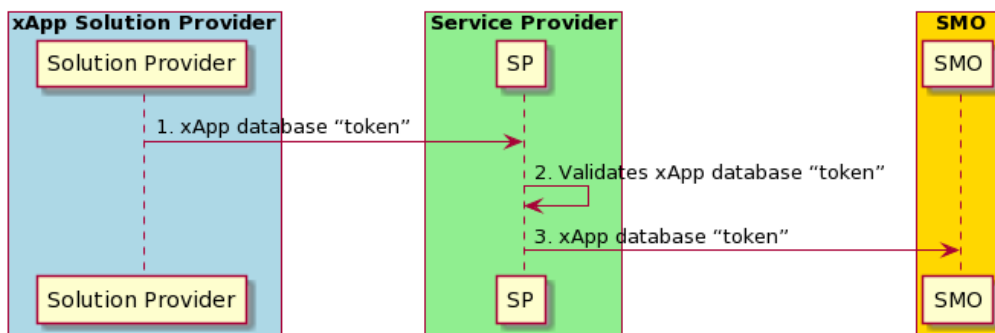 xApp Solution Provider
Service Provider
SMO
Solution Provider
SP
SMO
1. xApp database “token”
2. Validates xApp database “token”
3. xApp database “token”
Solution Provider
SP
SMO